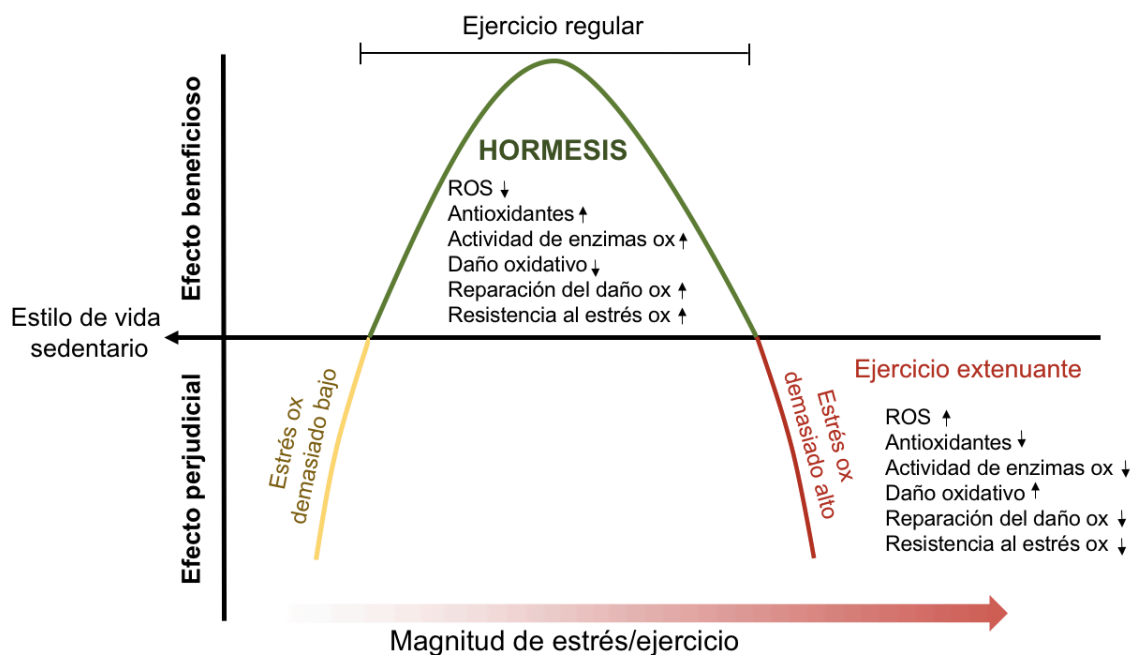 Ejercicio regular
Efecto beneficioso
HORMESIS
ROS ↓
Antioxidantes ↑
Actividad de enzimas ox ↑
Daño oxidativo ↓
Reparación del daño ox ↑
Resistencia al estrés ox ↑
Estilo de vida
sedentario
Efecto perjudicial
Estrés ox
demasiado bajo
Estrés ox
demasiado alto
Ejercicio extenuante
ROS ↑
Antioxidantes ↓
Actividad de enzimas ox ↓
Daño oxidativo ↑
Reparación del daño ox ↓
Resistencia al estrés ox ↓
Magnitud de estrés/ejercicio